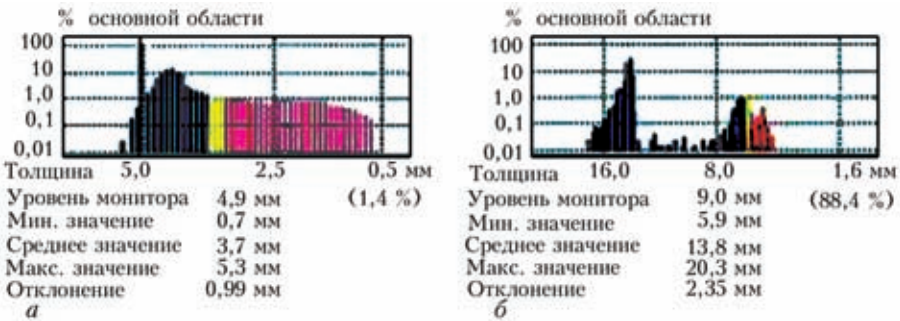 % основной области
100
10
1,0
0,1
0,01
Толщина 5,0 2,5 0,5 мм
Уровень монитора 4,9 мм (1,4 %)
Мин. значение 0,7 мм
Среднее значение 3,7 мм
Макс. значение 5,3 мм
Отклонение 0,99 мм
а
% основной области
100
10
1,0
0,1
0,01
Толщина 16,0 8,0 1,6 мм
Уровень монитора 9,0 мм (88,4 %)
Мин. значение 5,9 мм
Среднее значение 13,8 мм
Макс. значение 20,3 мм
Отклонение 2,35 мм
б